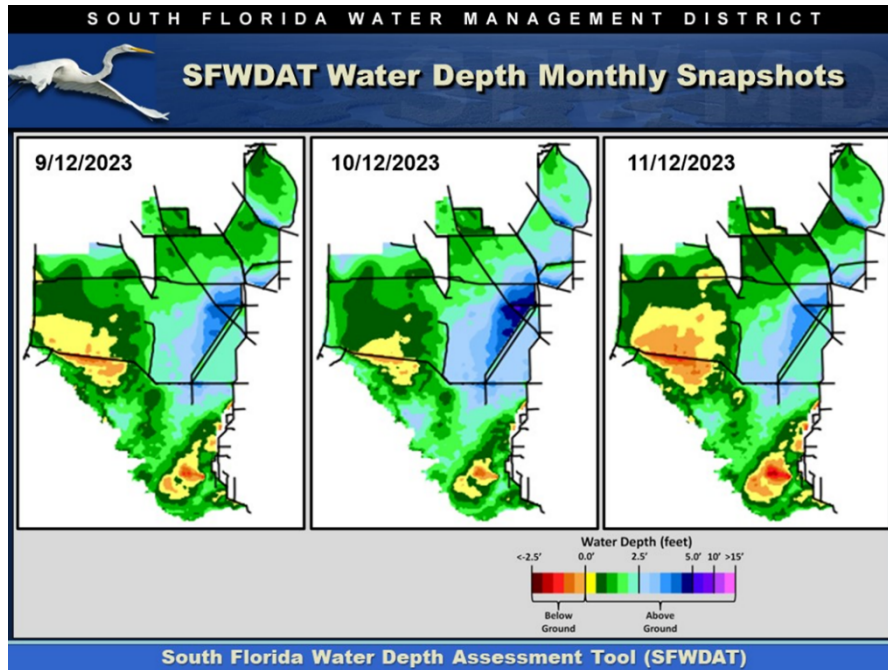 SOUTH FLORIDA WATER MANAGEMENT DISTRICT
SFWDAT Water Depth Monthly Snapshots
9/12/2023
10/12/2023
11/12/2023
Water Depth (feet)
<-2.5' 0.0' 2.5' 5.0' 10' >15'
Below Ground
Above Ground
South Florida Water Depth Assessment Tool (SFWDAT)